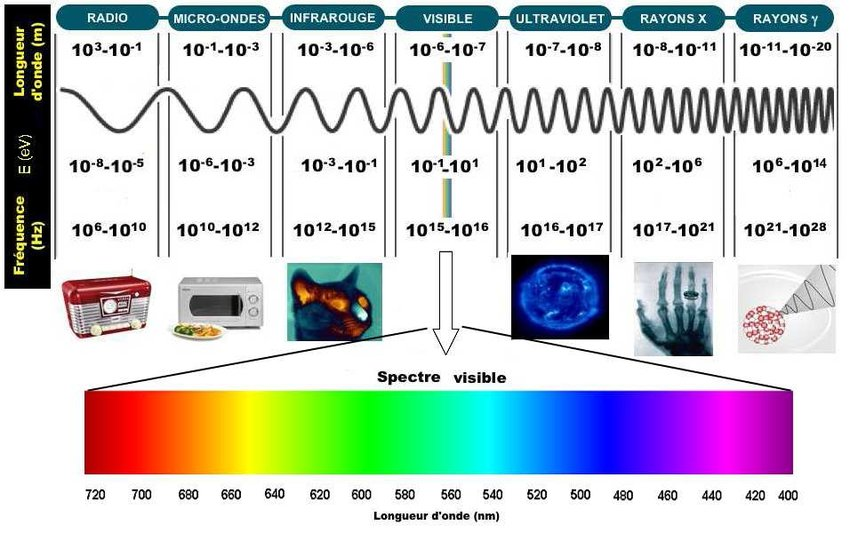 RADIO MICRO-ONDES INFRAROUGE VISIBLE ULTRAVIOLET RAYONS X RAYONS γ
Longueur d'onde (m)
10³-10⁻¹ 10⁻¹-10⁻³ 10⁻³-10⁻⁶ 10⁻⁶-10⁻⁷ 10⁻⁷-10⁻⁸ 10⁻⁸-10⁻¹¹ 10⁻¹¹-10⁻²⁰
E (eV)
10⁻⁸-10⁻⁵ 10⁻⁶-10⁻³ 10⁻³-10⁻¹ 10⁻¹-10¹ 10¹-10² 10²-10⁶ 10⁶-10¹⁴
Fréquence (Hz)
10⁶-10¹⁰ 10¹⁰-10¹² 10¹²-10¹⁵ 10¹⁵-10¹⁶ 10¹⁶-10¹⁷ 10¹⁷-10²¹ 10²¹-10²⁸
Spectre visible
720 700 680 660 640 620 600 580 560 540 520 500 480 460 440 420 400
Longueur d'onde (nm)